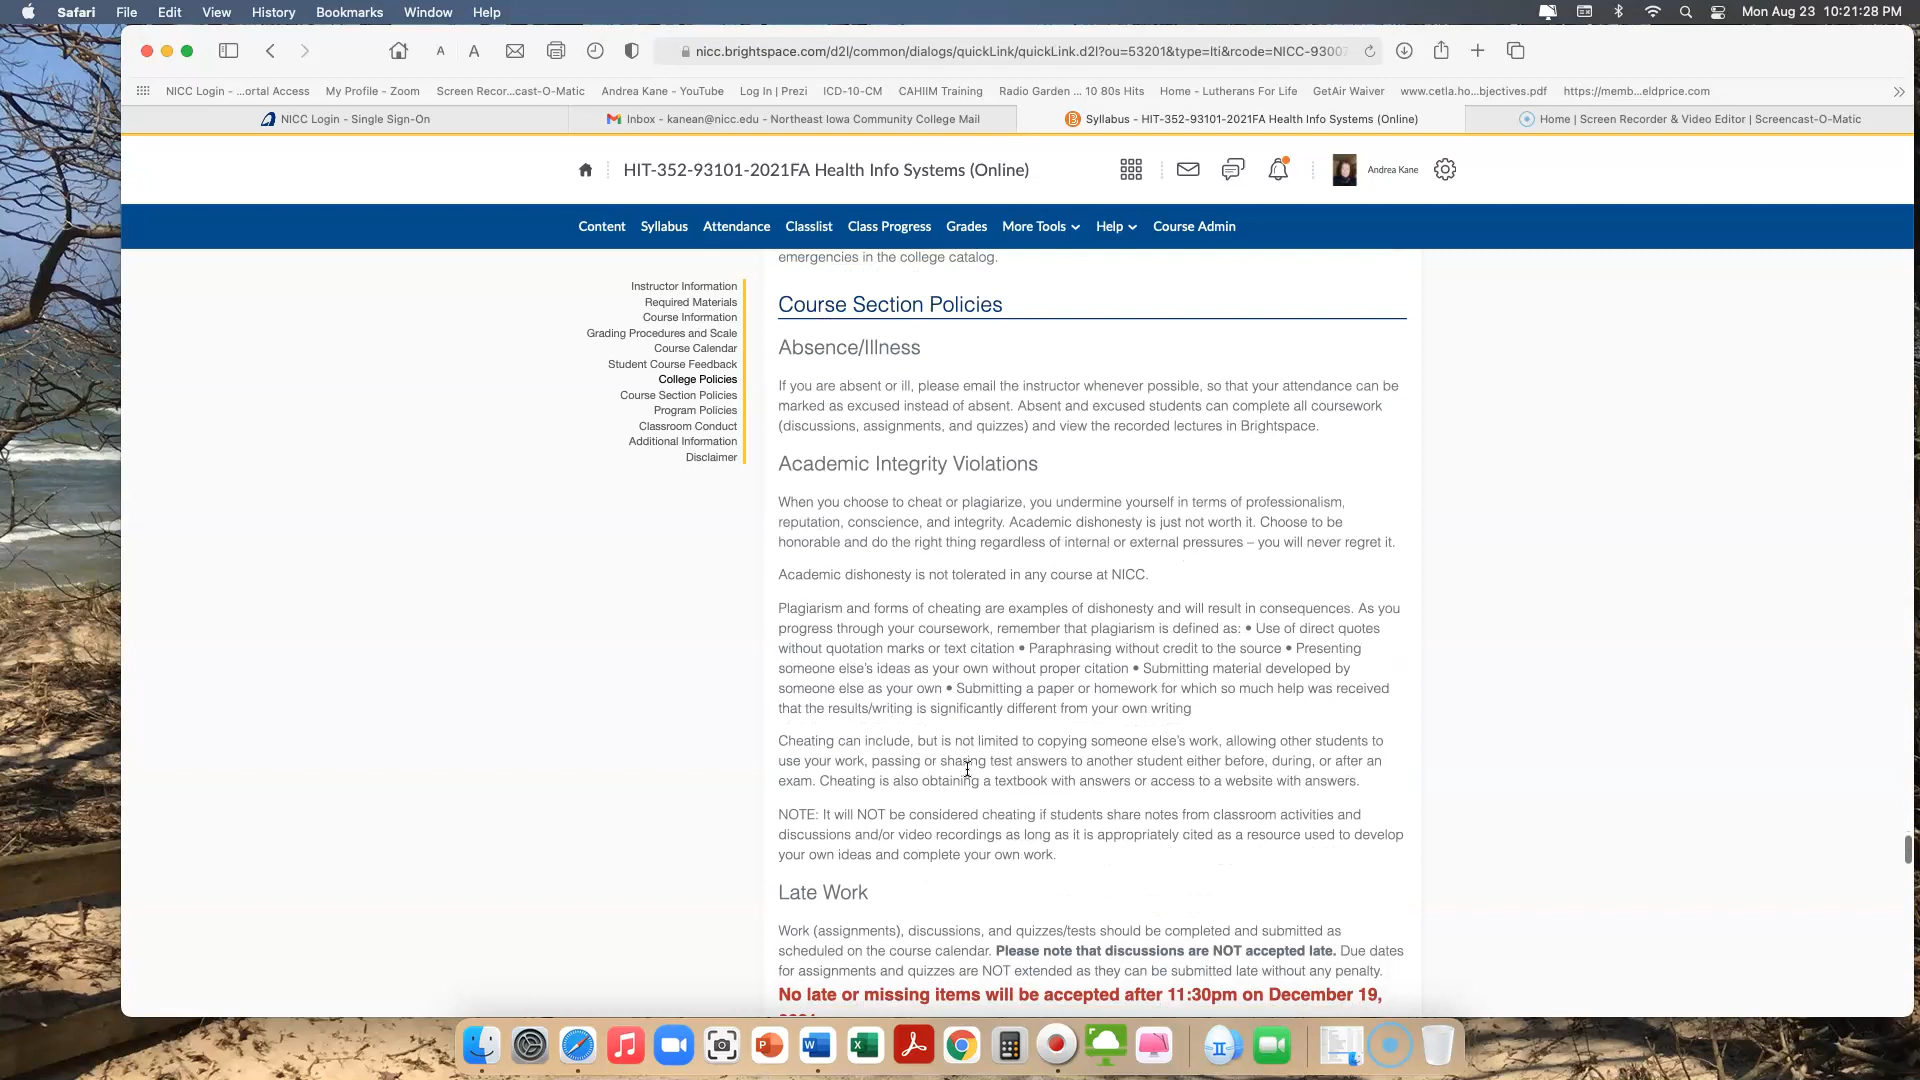 Safari File Edit View History Bookmarks Window Help Mon Aug 23 10:21:28 PM
A A nicc.brightspace.com/d2l/common/dialogs/quickLink/quickLink.d2l?ou=53201&type=lti&rcode=NICC-93007
NICC Login - ...ortal Access My Profile - Zoom Screen Recor...cast-O-Matic Andrea Kane - YouTube Log In | Prezi ICD-10-CM CAHIIM Training Radio Garden ... 10 80s Hits Home - Lutherans For Life GetAir Waiver www.cetla.ho...bjectives.pdf https://memb...eldprice.com
NICC Login - Single Sign-On Inbox - kanean@nicc.edu - Northeast Iowa Community College Mail Syllabus - HIT-352-93101-2021FA Health Info Systems (Online) Home | Screen Recorder & Video Editor | Screencast-O-Matic
HIT-352-93101-2021FA Health Info Systems (Online) Andrea Kane
Content Syllabus Attendance Classlist Class Progress Grades More Tools Help Course Admin
Instructor Information
Required Materials
Course Information
Grading Procedures and Scale
Course Calendar
Student Course Feedback
College Policies
Course Section Policies
Program Policies
Classroom Conduct
Additional Information
Disclaimer
emergencies in the college catalog.
Course Section Policies
Absence/Illness
If you are absent or ill, please email the instructor whenever possible, so that your attendance can be
marked as excused instead of absent. Absent and excused students can complete all coursework
(discussions, assignments, and quizzes) and view the recorded lectures in Brightspace.
Academic Integrity Violations
When you choose to cheat or plagiarize, you undermine yourself in terms of professionalism,
reputation, conscience, and integrity. Academic dishonesty is just not worth it. Choose to be
honorable and do the right thing regardless of internal or external pressures – you will never regret it.
Academic dishonesty is not tolerated in any course at NICC.
Plagiarism and forms of cheating are examples of dishonesty and will result in consequences. As you
progress through your coursework, remember that plagiarism is defined as: • Use of direct quotes
without quotation marks or text citation • Paraphrasing without credit to the source • Presenting
someone else's ideas as your own without proper citation • Submitting material developed by
someone else as your own • Submitting a paper or homework for which so much help was received
that the results/writing is significantly different from your own writing
Cheating can include, but is not limited to copying someone else's work, allowing other students to
use your work, passing or sharing test answers to another student either before, during, or after an
exam. Cheating is also obtaining a textbook with answers or access to a website with answers.
NOTE: It will NOT be considered cheating if students share notes from classroom activities and
discussions and/or video recordings as long as it is appropriately cited as a resource used to develop
your own ideas and complete your own work.
Late Work
Work (assignments), discussions, and quizzes/tests should be completed and submitted as
scheduled on the course calendar. Please note that discussions are NOT accepted late. Due dates
for assignments and quizzes are NOT extended as they can be submitted late without any penalty.
No late or missing items will be accepted after 11:30pm on December 19,